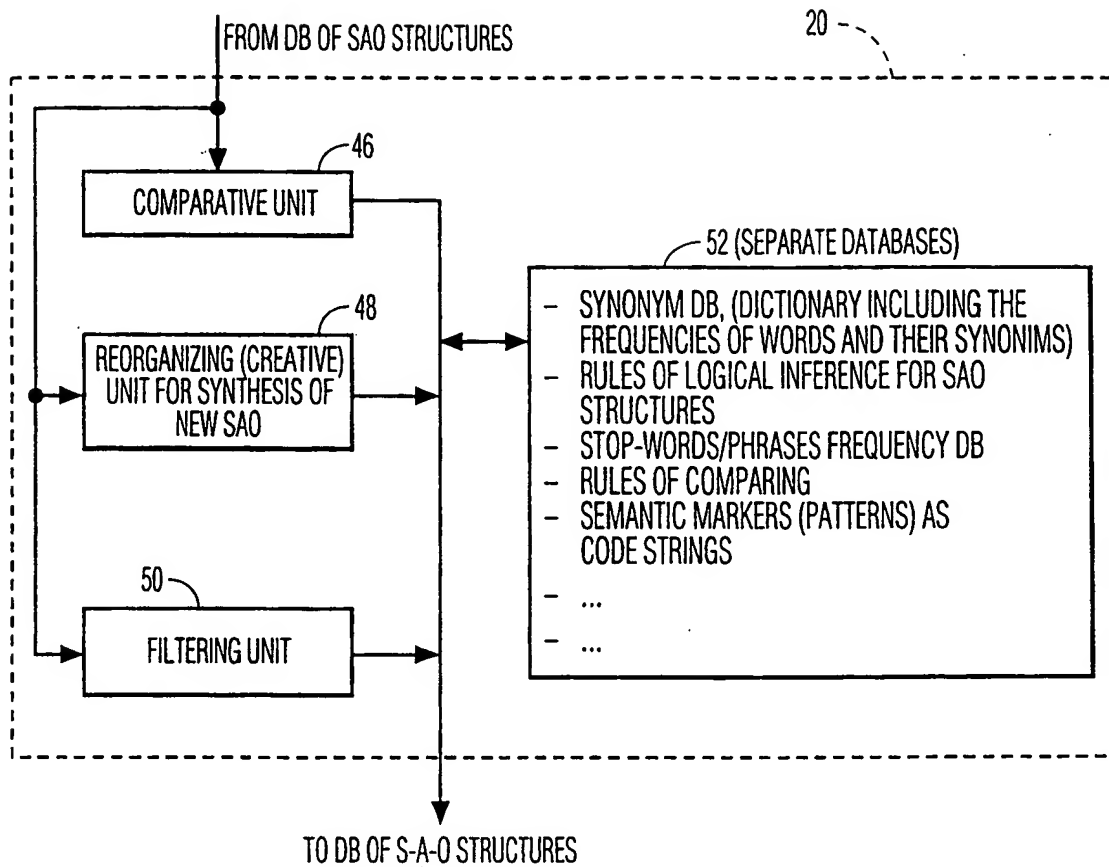 FROM DB OF SAO STRUCTURES
20
46
COMPARATIVE UNIT
52 (SEPARATE DATABASES)
- SYNONYM DB, (DICTIONARY INCLUDING THE
FREQUENCIES OF WORDS AND THEIR SYNONIMS)
- RULES OF LOGICAL INFERENCE FOR SAO
STRUCTURES
- STOP-WORDS/PHRASES FREQUENCY DB
- RULES OF COMPARING
- SEMANTIC MARKERS (PATTERNS) AS
CODE STRINGS
- ...
- ...
48
REORGANIZING (CREATIVE)
UNIT FOR SYNTHESIS OF
NEW SAO
50
FILTERING UNIT
TO DB OF S-A-O STRUCTURES